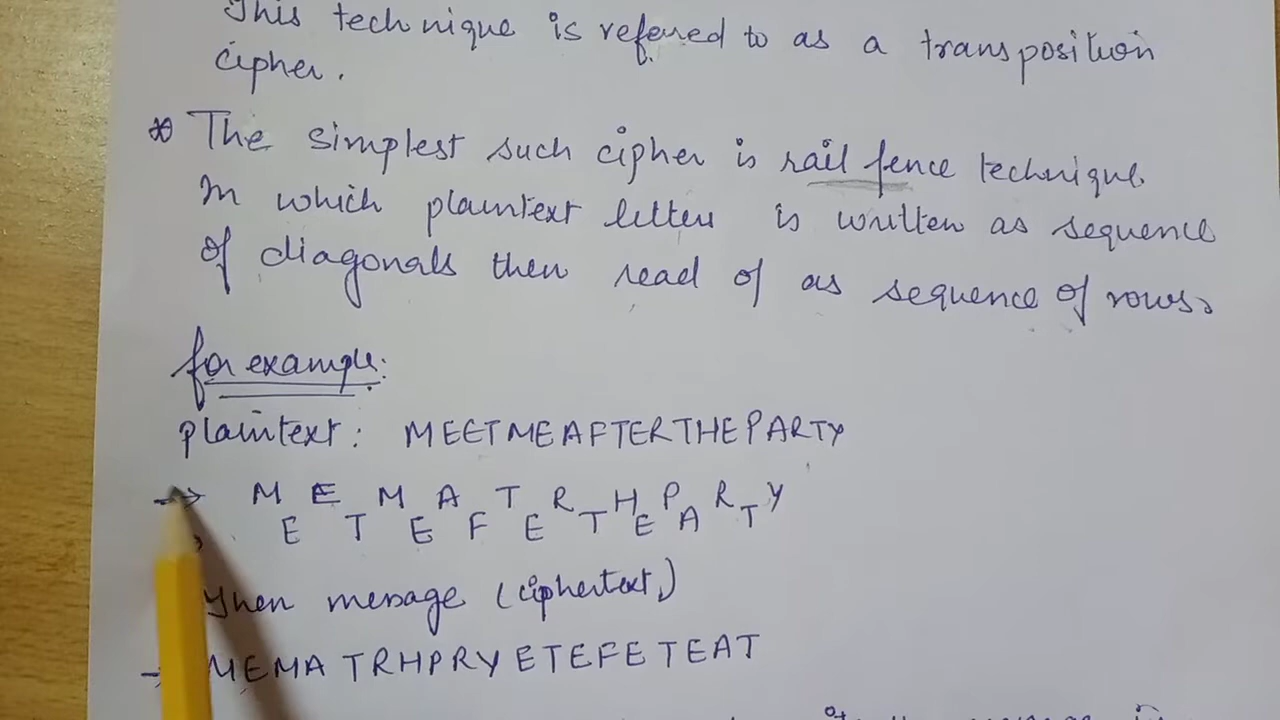 This technique is referred to as a transposition
cipher.
* The simplest such cipher is rail fence technique.
In which plaintext letters is written as sequence
of diagonals then read of as sequence of rows.
for example:
plaintext: MEETMEAFTERTHEPARTY
→ M E M A T R H P R Y
E T E F E T E A T
Then message (ciphertext)
→ MEMATRHPRYETEFETEAT